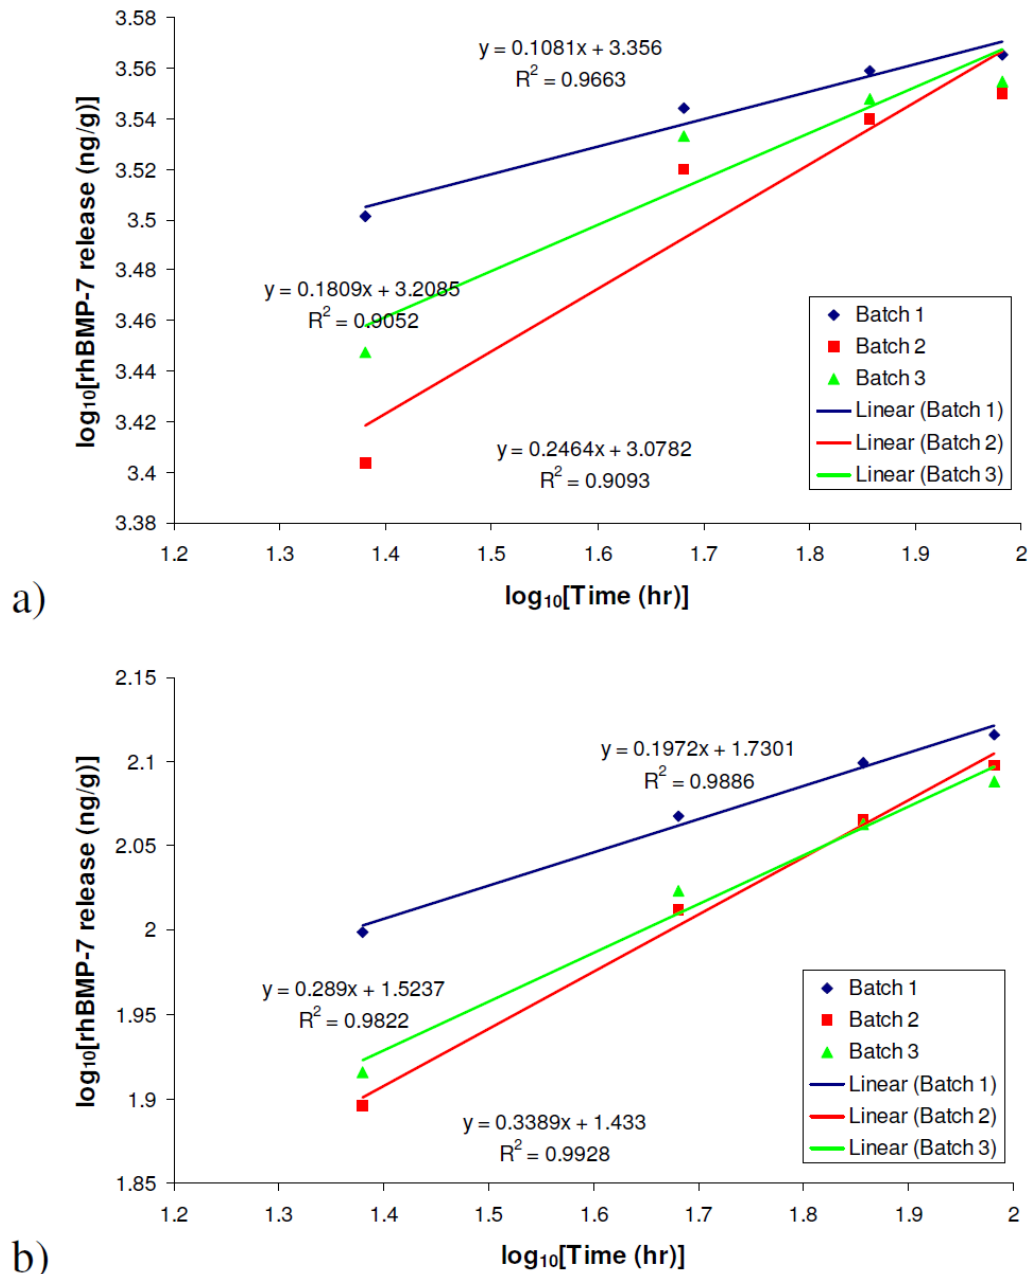 3.58
3.56
3.54
3.52
3.5
3.48
3.46
3.44
3.42
3.4
3.38
log₁₀[rhBMP-7 release (ng/g)]
y = 0.1081x + 3.356
R² = 0.9663
y = 0.1809x + 3.2085
R² = 0.9052
y = 0.2464x + 3.0782
R² = 0.9093
Batch 1
Batch 2
Batch 3
Linear (Batch 1)
Linear (Batch 2)
Linear (Batch 3)
1.2 1.3 1.4 1.5 1.6 1.7 1.8 1.9 2
log₁₀[Time (hr)]
a)
2.15
2.1
2.05
2
1.95
1.9
1.85
log₁₀[rhBMP-7 release (ng/g)]
y = 0.1972x + 1.7301
R² = 0.9886
y = 0.289x + 1.5237
R² = 0.9822
y = 0.3389x + 1.433
R² = 0.9928
Batch 1
Batch 2
Batch 3
Linear (Batch 1)
Linear (Batch 2)
Linear (Batch 3)
1.2 1.3 1.4 1.5 1.6 1.7 1.8 1.9 2
log₁₀[Time (hr)]
b)